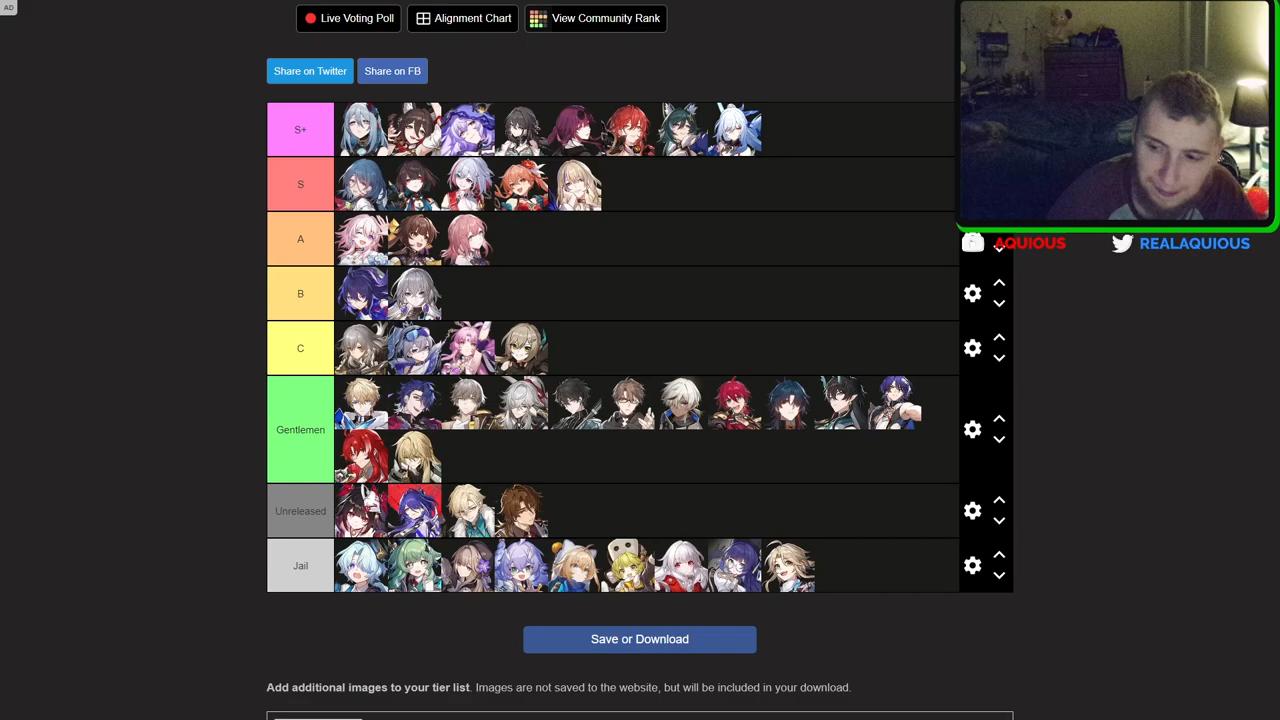 AD
Live Voting Poll
Alignment Chart
View Community Rank
Share on Twitter
Share on FB
S+
S
A
AQUIOUS
REALAQUIOUS
B
C
Gentlemen
Unreleased
Jail
Save or Download
Add additional images to your tier list. Images are not saved to the website, but will be included in your download.